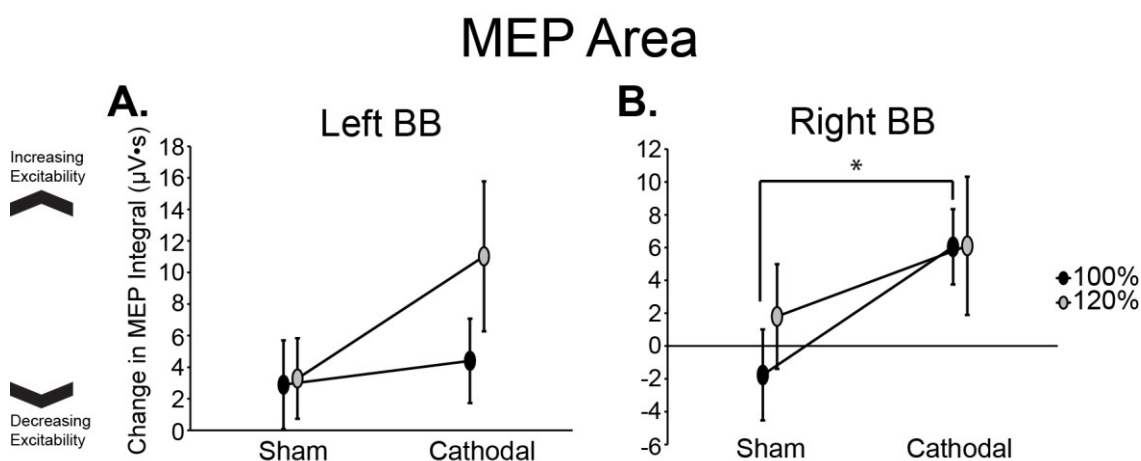 MEP Area
A.
Left BB
Increasing
Excitability
Decreasing
Excitability
Change in MEP Integral (µV•s)
18
16
14
12
10
8
6
4
2
0
Sham
Cathodal
B.
Right BB
12
10
8
6
4
2
0
-2
-4
-6
*
Sham
Cathodal
100%
120%